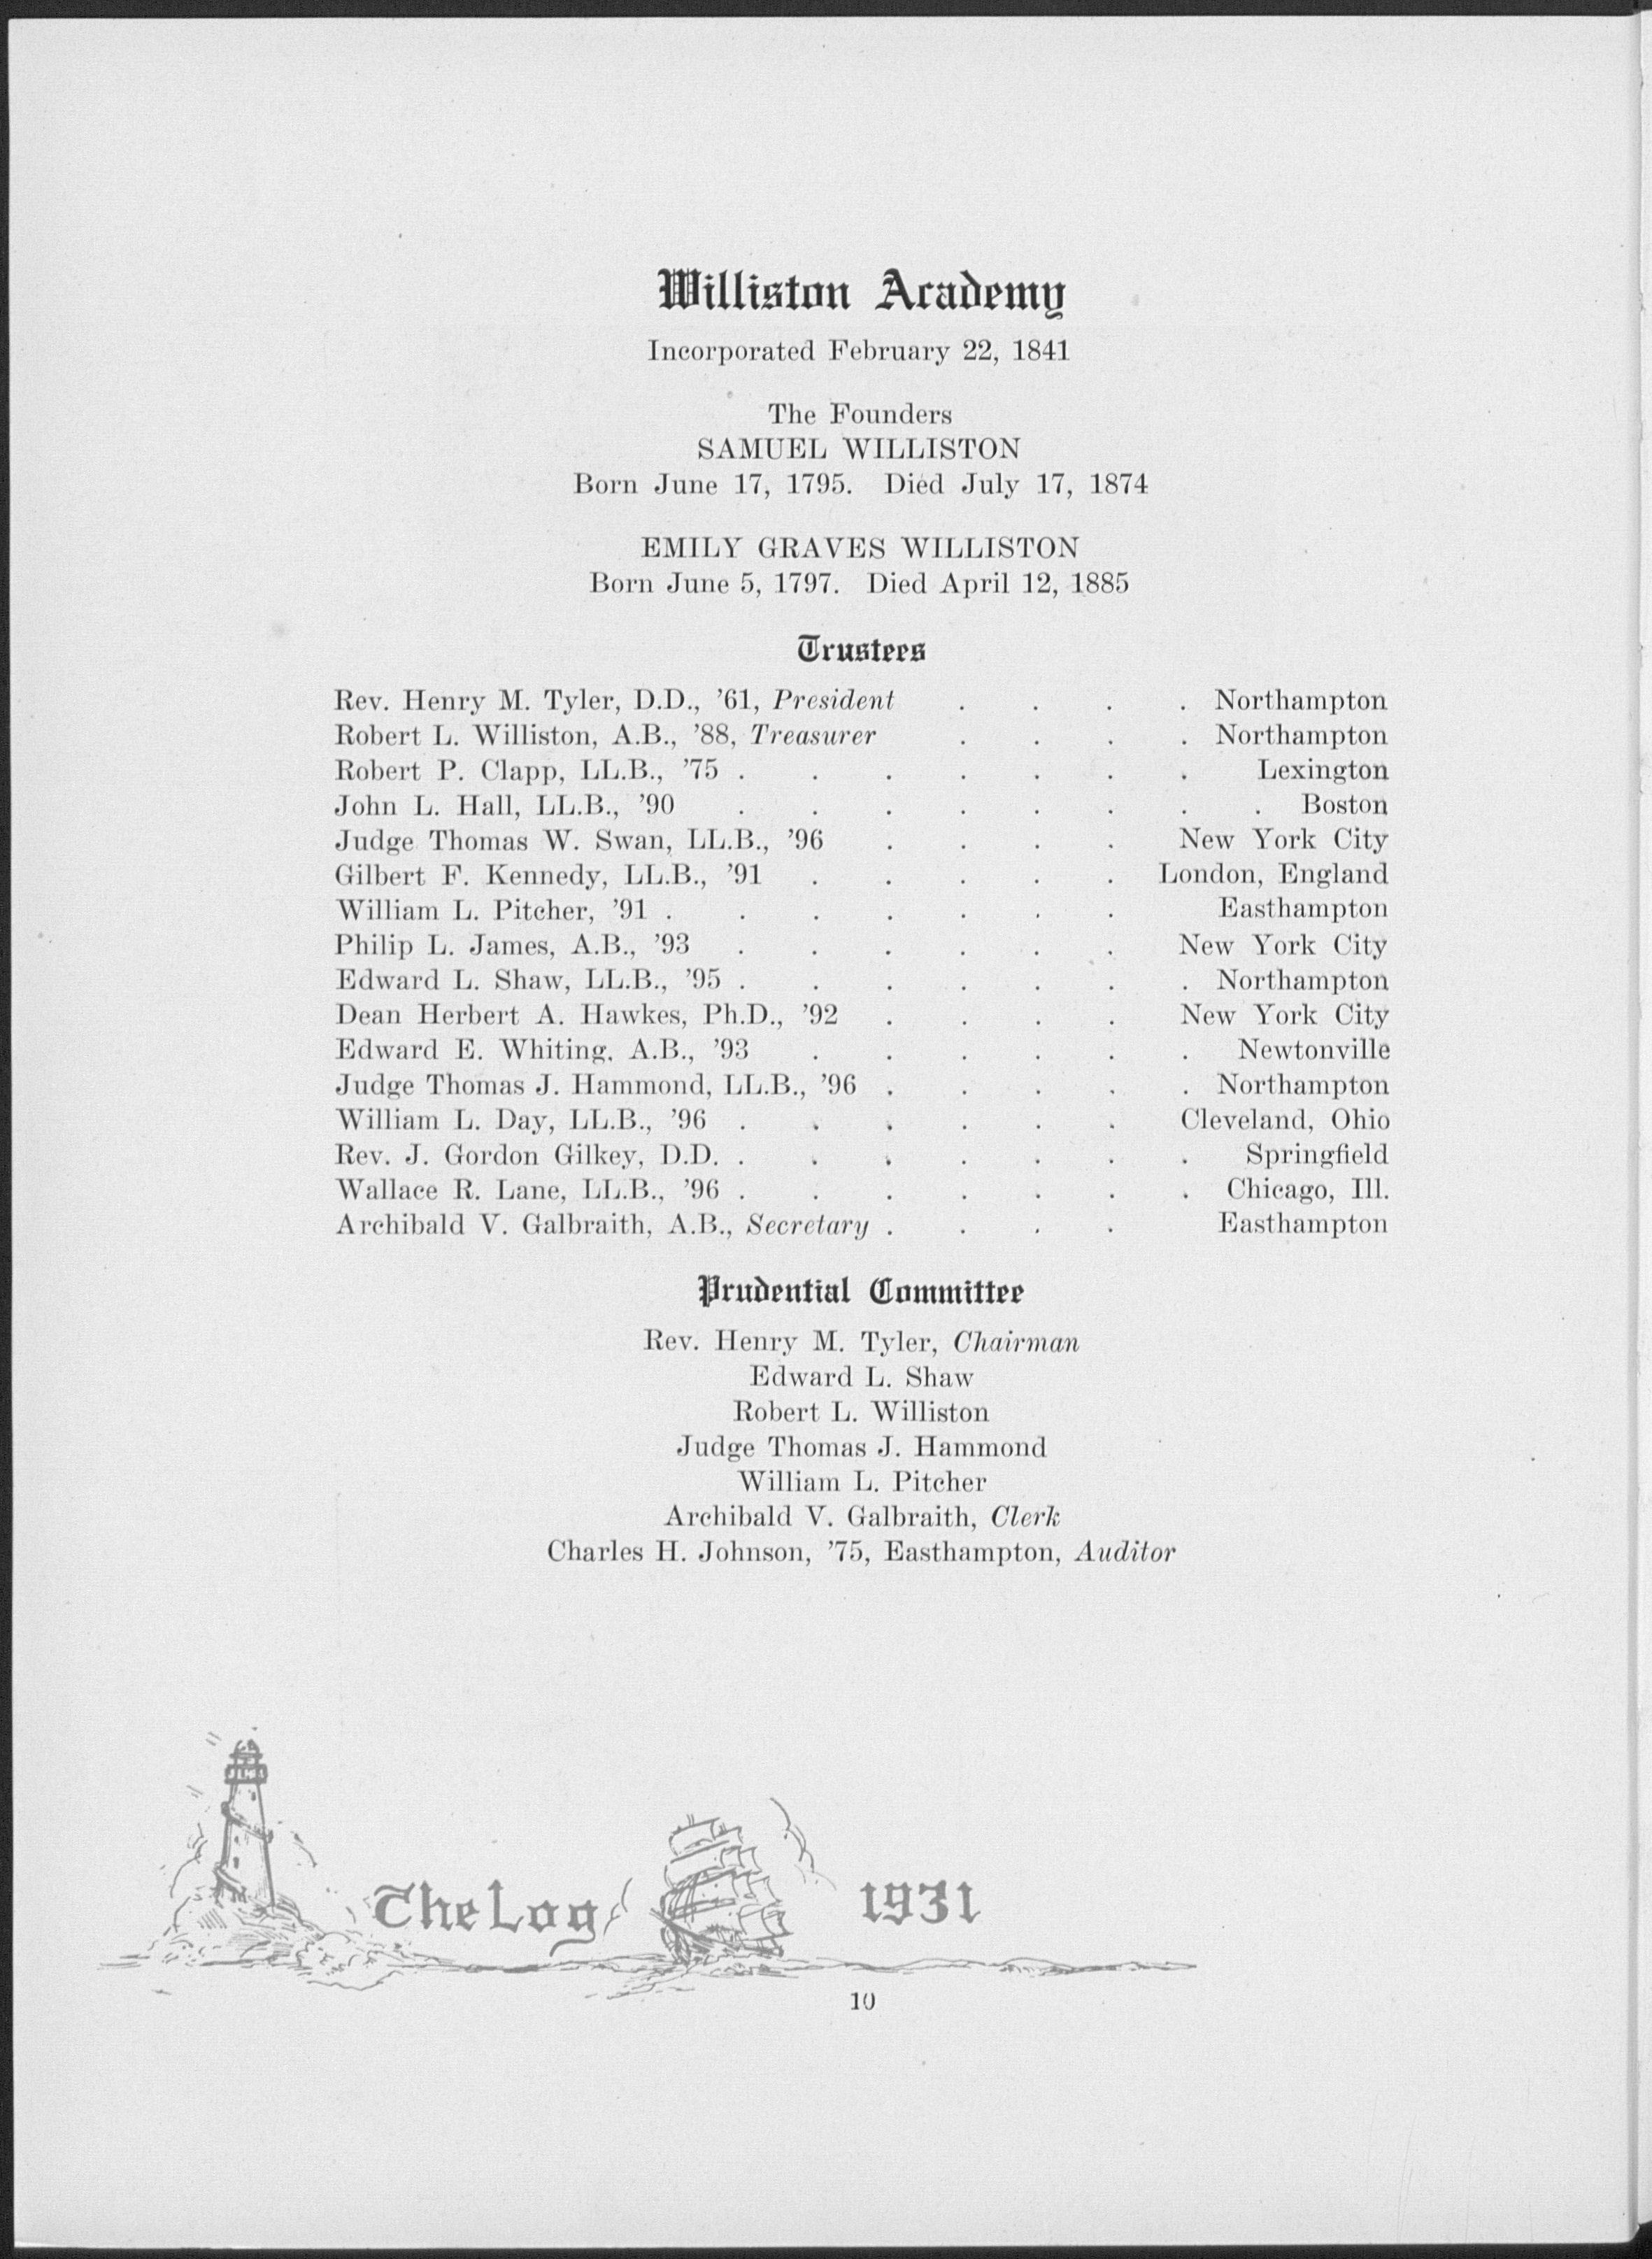 Williston Academy
Incorporated February 22, 1841
The Founders
SAMUEL WILLISTON
Born June 17, 1795. Died July 17, 1874
EMILY GRAVES WILLISTON
Born June 5, 1797. Died April 12, 1885
Trustees
Rev. Henry M. Tyler, D.D., '61, President . . . . Northampton
Robert L. Williston, A.B., '88, Treasurer . . . . Northampton
Robert P. Clapp, LL.B., '75 . . . . . . . Lexington
John L. Hall, LL.B., '90 . . . . . . . . Boston
Judge Thomas W. Swan, LL.B., '96 . . . . New York City
Gilbert F. Kennedy, LL.B., '91 . . . . . London, England
William L. Pitcher, '91 . . . . . . . Easthampton
Philip L. James, A.B., '93 . . . . . . New York City
Edward L. Shaw, LL.B., '95 . . . . . . . Northampton
Dean Herbert A. Hawkes, Ph.D., '92 . . . . New York City
Edward E. Whiting, A.B., '93 . . . . . . Newtonville
Judge Thomas J. Hammond, LL.B., '96 . . . . . Northampton
William L. Day, LL.B., '96 . . . . . . Cleveland, Ohio
Rev. J. Gordon Gilkey, D.D. . . . . . . . Springfield
Wallace R. Lane, LL.B., '96 . . . . . . . Chicago, Ill.
Archibald V. Galbraith, A.B., Secretary . . . . Easthampton
Prudential Committee
Rev. Henry M. Tyler, Chairman
Edward L. Shaw
Robert L. Williston
Judge Thomas J. Hammond
William L. Pitcher
Archibald V. Galbraith, Clerk
Charles H. Johnson, '75, Easthampton, Auditor
The Log 1931
10